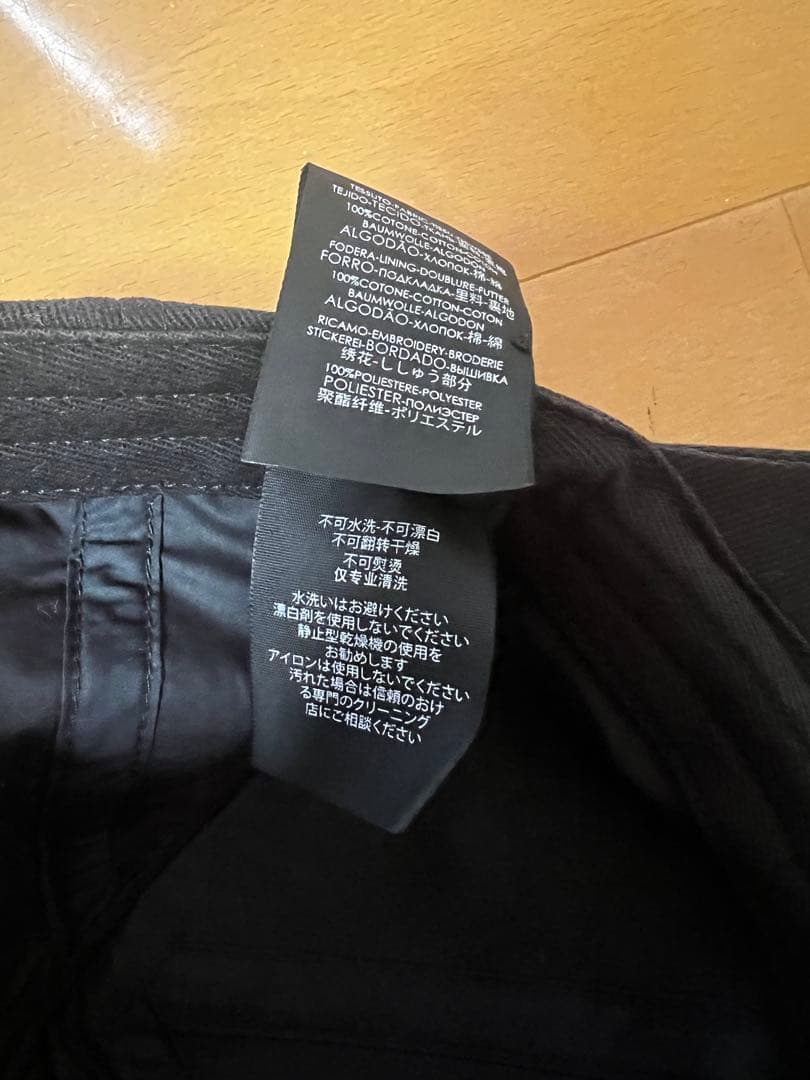 TESSUTO-FABRIC-TISSU
TEJIDO-TECIDO-ТКАНЬ
100%COTONE-COTTON-COTON
BAUMWOLLE-ALGODON
ALGODÃO-ХЛОПОК-棉-綿
FODERA-LINING-DOUBLURE-FUTTER
FORRO-ПОДКЛАДКА-里料-裏地
100%COTONE-COTTON-COTON
BAUMWOLLE-ALGODON
ALGODÃO-ХЛОПОК-棉-綿
RICAMO-EMBROIDERY-BRODERIE
STICKEREI-BORDADO-ВЫШИВКА
绣花-ししゅう部分
100%POLIESTERE-POLYESTER
POLIESTER-ПОЛИЭСТЕР
聚酯纤维-ポリエステル
不可水洗-不可漂白
不可翻转干燥
不可熨烫
仅专业清洗
水洗いはお避けください
漂白剤を使用しないでください
静止型乾燥機の使用を
お勧めします
アイロンは使用しないでください
汚れた場合は信頼のおけ
る専門のクリーニング
店にご相談ください